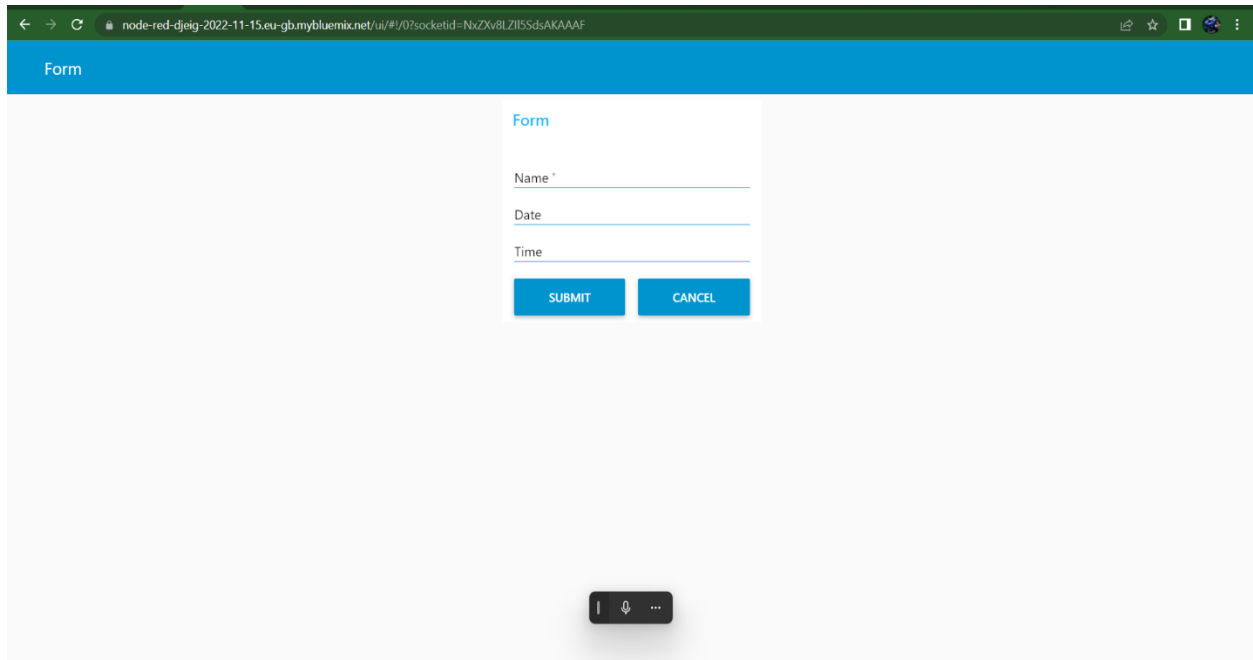 node-red-djeig-2022-11-15.eu-gb.mybluemix.net/ui/#!/0?socketid=NxZXv8LZIl5SdsAKAAAF
Form
Form
Name *
Date
Time
SUBMIT CANCEL